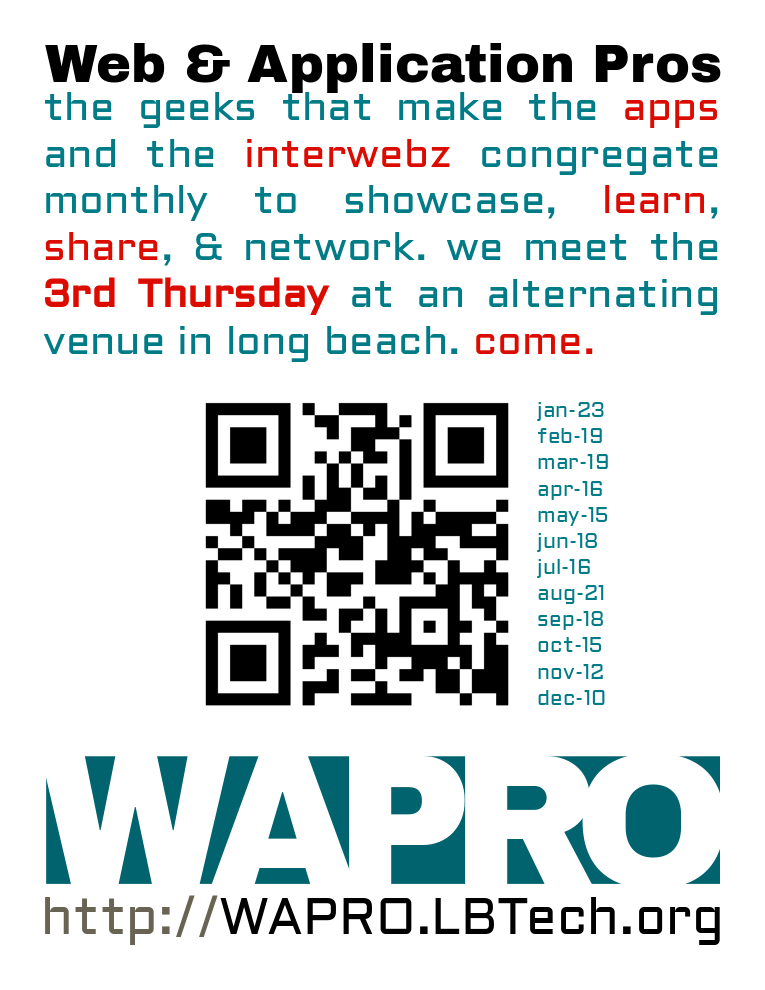 Web & Application Pros
the geeks that make the apps
and the interwebz congregate
monthly to showcase, learn,
share, & network. we meet the
3rd Thursday at an alternating
venue in long beach. come.
jan-23
feb-19
mar-19
apr-16
may-15
jun-18
jul-16
aug-21
sep-18
oct-15
nov-12
dec-10
WAPRO
http://WAPRO.LBTech.org